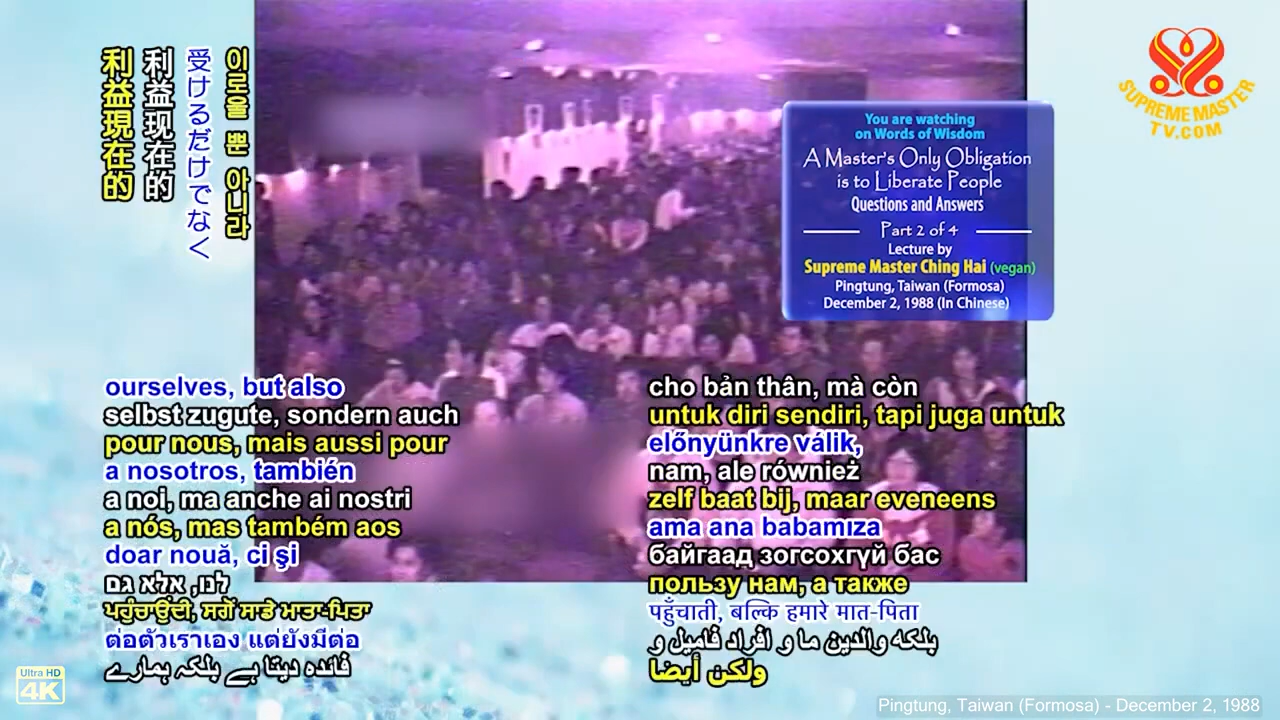 利益現在的
利益现在的
受けるだけでなく
이로울 뿐 아니라
SUPREME MASTER
TV.COM
You are watching
on Words of Wisdom
A Master's Only Obligation
is to Liberate People
Questions and Answers
Part 2 of 4
Lecture by
Supreme Master Ching Hai (vegan)
Pingtung, Taiwan (Formosa)
December 2, 1988 (In Chinese)
ourselves, but also
selbst zugute, sondern auch
pour nous, mais aussi pour
a nosotros, también
a noi, ma anche ai nostri
a nós, mas também aos
doar nouă, ci şi
לנו, אלא גם
ਪਹੁੰਚਾਉਂਦੀ, ਸਗੋਂ ਸਾਡੇ ਮਾਤਾ-ਪਿਤਾ
ต่อตัวเราเอง แต่ยังมีต่อ
فائدہ دیتا ہے بلکہ ہمارے
cho bản thân, mà còn
untuk diri sendiri, tapi juga untuk
előnyünkre válik,
nam, ale również
zelf baat bij, maar eveneens
ama ana babamıza
байгаад зогсохгүй бас
пользу нам, а также
पहुँचाती, बल्कि हमारे मात-पिता
بلکه والدین ما و افراد فامیل و
ولكن أيضا
Ultra HD
4K
Pingtung, Taiwan (Formosa) - December 2, 1988